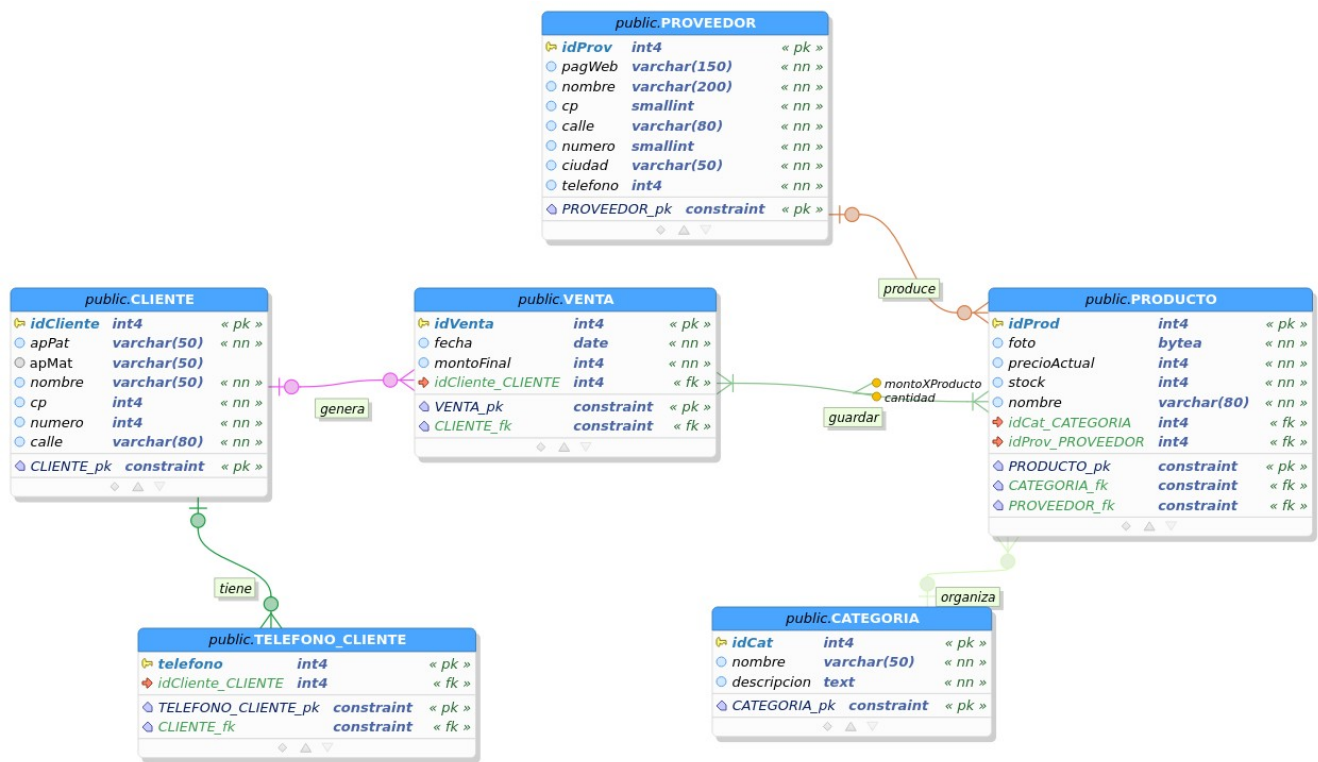 public.PROVEEDOR
idProv int4 « pk »
pagWeb varchar(150) « nn »
nombre varchar(200) « nn »
cp smallint « nn »
calle varchar(80) « nn »
numero smallint « nn »
ciudad varchar(50) « nn »
telefono int4 « nn »
PROVEEDOR_pk constraint « pk »
produce
public.CLIENTE
idCliente int4 « pk »
apPat varchar(50) « nn »
apMat varchar(50)
nombre varchar(50) « nn »
cp int4 « nn »
numero int4 « nn »
calle varchar(80) « nn »
CLIENTE_pk constraint « pk »
genera
public.VENTA
idVenta int4 « pk »
fecha date « nn »
montoFinal int4 « nn »
idCliente_CLIENTE int4 « fk »
VENTA_pk constraint « pk »
CLIENTE_fk constraint « fk »
montoXProducto
cantidad
guardar
public.PRODUCTO
idProd int4 « pk »
foto bytea « nn »
precioActual int4 « nn »
stock int4 « nn »
nombre varchar(80) « nn »
idCat_CATEGORIA int4 « fk »
idProv_PROVEEDOR int4 « fk »
PRODUCTO_pk constraint « pk »
CATEGORIA_fk constraint « fk »
PROVEEDOR_fk constraint « fk »
tiene
organiza
public.TELEFONO_CLIENTE
telefono int4 « pk »
idCliente_CLIENTE int4 « fk »
TELEFONO_CLIENTE_pk constraint « pk »
CLIENTE_fk constraint « fk »
public.CATEGORIA
idCat int4 « pk »
nombre varchar(50) « nn »
descripcion text « nn »
CATEGORIA_pk constraint « pk »